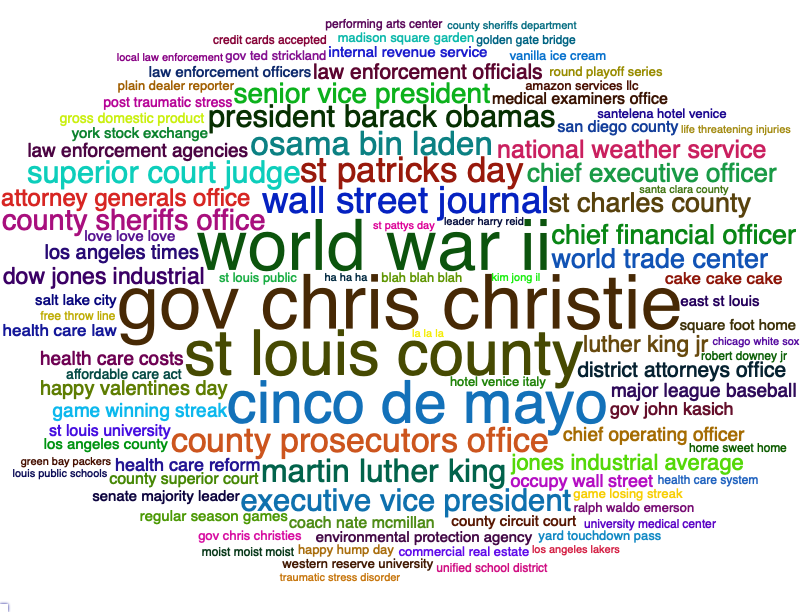 performing arts center
county sheriffs department
credit cards accepted
madison square garden
golden gate bridge
local law enforcement
gov ted strickland
internal revenue service
vanilla ice cream
law enforcement officers
law enforcement officials
round playoff series
plain dealer reporter
senior vice president
amazon services llc
post traumatic stress
medical examiners office
gross domestic product
president barack obamas
santelena hotel venice
york stock exchange
osama bin laden
san diego county
life threatening injuries
law enforcement agencies
national weather service
superior court judge
st patricks day
chief executive officer
attorney generals office
wall street journal
santa clara county
st charles county
county sheriffs office
st pattys day
leader harry reid
love love love
world war ii
chief financial officer
los angeles times
world trade center
dow jones industrial
st louis public
ha ha ha
blah blah blah
kim jong il
cake cake cake
salt lake city
gov chris christie
east st louis
free throw line
square foot home
health care law
la la la
st louis county
luther king jr
chicago white sox
health care costs
robert downey jr
affordable care act
district attorneys office
happy valentines day
hotel venice italy
major league baseball
game winning streak
cinco de mayo
gov john kasich
st louis university
los angeles county
county prosecutors office
chief operating officer
home sweet home
green bay packers
health care reform
martin luther king
jones industrial average
louis public schools
county superior court
occupy wall street
health care system
senate majority leader
executive vice president
game losing streak
ralph waldo emerson
regular season games
coach nate mcmillan
county circuit court
university medical center
gov chris christies
environmental protection agency
yard touchdown pass
moist moist moist
happy hump day
commercial real estate
los angeles lakers
western reserve university
unified school district
traumatic stress disorder